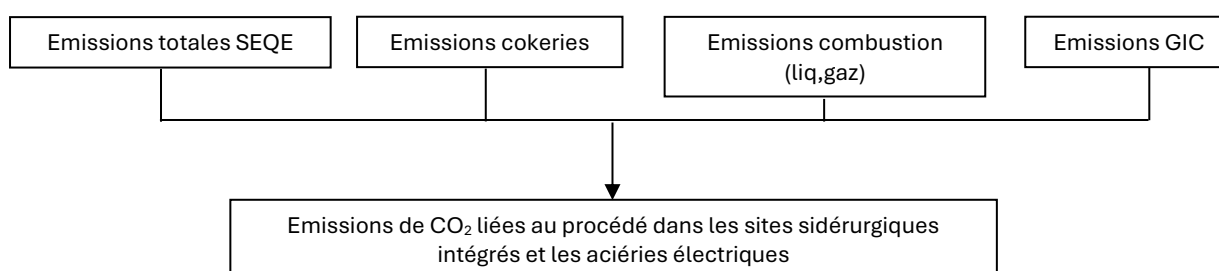 Emissions totales SEQE
Emissions cokeries
Emissions combustion
(liq,gaz)
Emissions GIC
Emissions de CO₂ liées au procédé dans les sites sidérurgiques
intégrés et les aciéries électriques